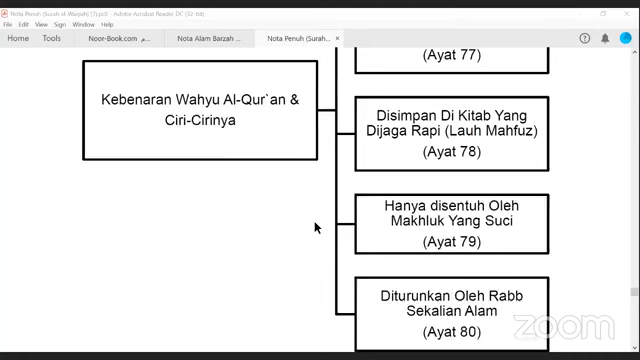 Nota Penuh (Surah al-Waqiah) (7).pdf - Adobe Acrobat Reader DC (32-bit)
File Edit View Sign Window Help
Home Tools Noor-Book.com Nota Alam Barzah Nota Penuh (Surah... ×
(Ayat 77)
Kebenaran Wahyu Al-Qur`an &
Ciri-Cirinya
Disimpan Di Kitab Yang
Dijaga Rapi (Lauh Mahfuz)
(Ayat 78)
Hanya disentuh Oleh
Makhluk Yang Suci
(Ayat 79)
Diturunkan Oleh Rabb
Sekalian Alam
(Ayat 80)
zoom